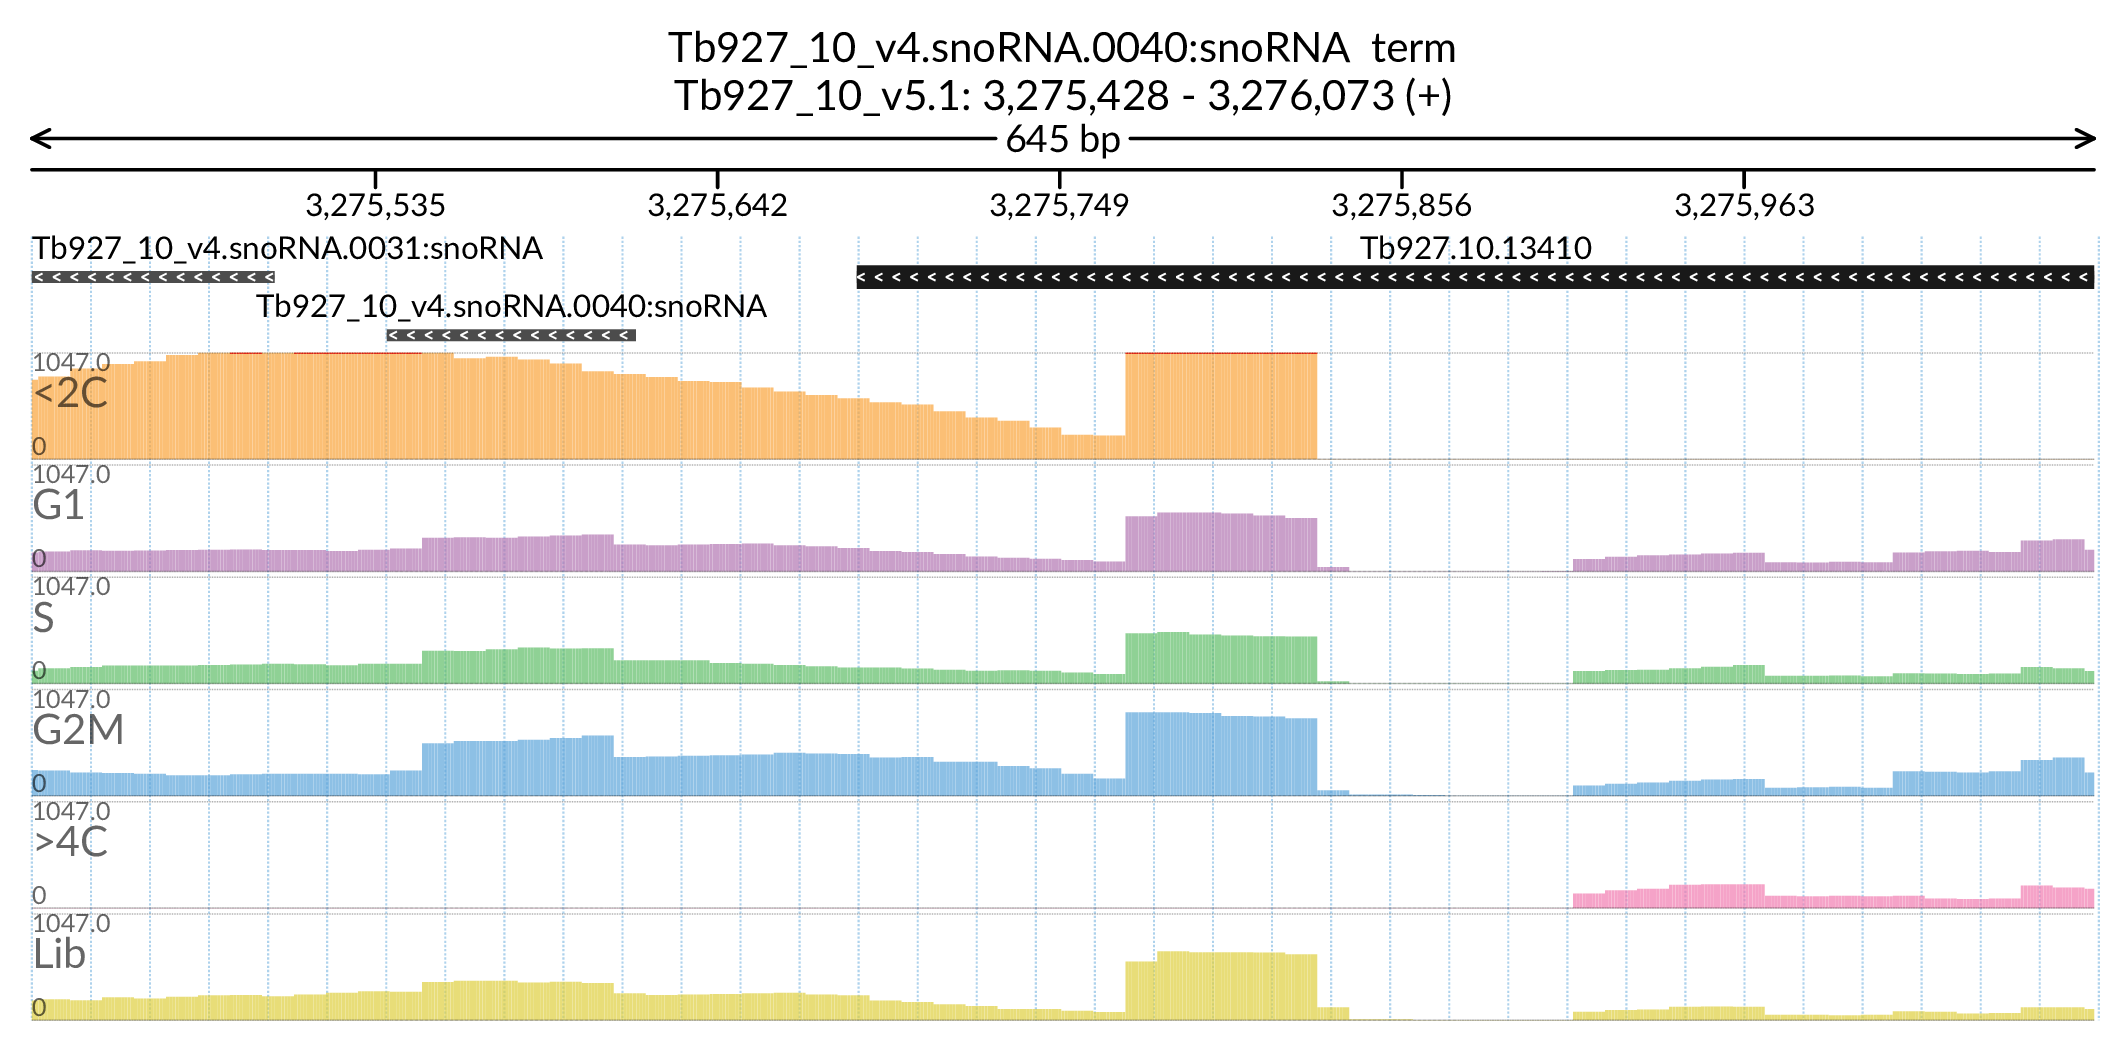 Tb927_10_v4.snoRNA.0040:snoRNA term
Tb927_10_v5.1: 3,275,428 - 3,276,073 (+)
645 bp
3,275,535 3,275,642 3,275,749 3,275,856 3,275,963
Tb927_10_v4.snoRNA.0031:snoRNA Tb927.10.13410
Tb927_10_v4.snoRNA.0040:snoRNA
1047.0
<2C
0
1047.0
G1
0
1047.0
S
0
1047.0
G2M
0
1047.0
>4C
0
1047.0
Lib
0